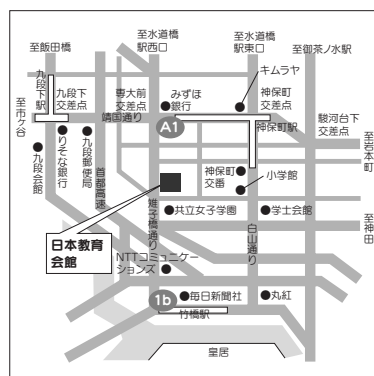 至飯田橋
至水道橋
駅西口
至水道橋
駅東口
至御茶ノ水駅
九段下駅
九段下
交差点
専大前
交差点
みずほ
銀行
キムラヤ
神保町
交差点
靖国通り
A1
神保町駅
駿河台下
交差点
至市ヶ谷
九段会館
りそな銀行
九段郵便局
首都高速
神保町
交番
小学館
至岩本町
共立女子学園
学士会館
雉子橋通り
白山通り
至神田
日本教育
会館
NTTコミュニケー
ションズ
1b
毎日新聞社
丸紅
竹橋駅
皇居